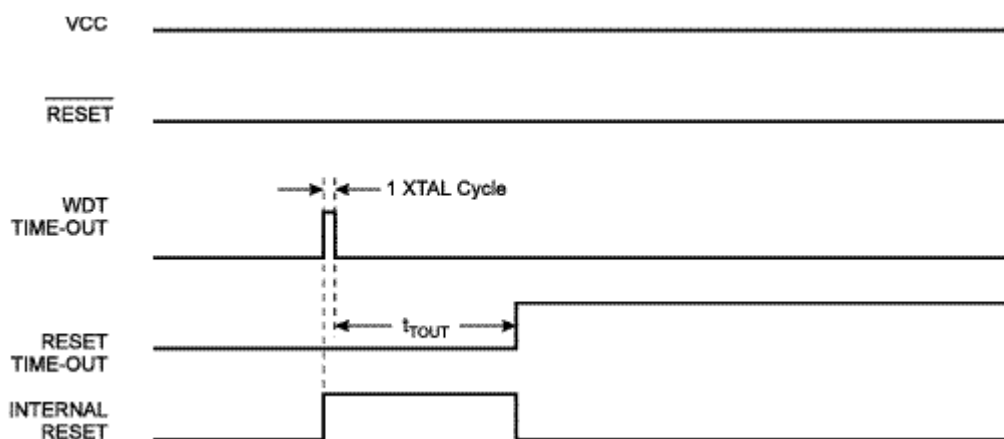 VCC
RESET
1 XTAL Cycle
WDT
TIME-OUT
tTOUT
RESET
TIME-OUT
INTERNAL
RESET